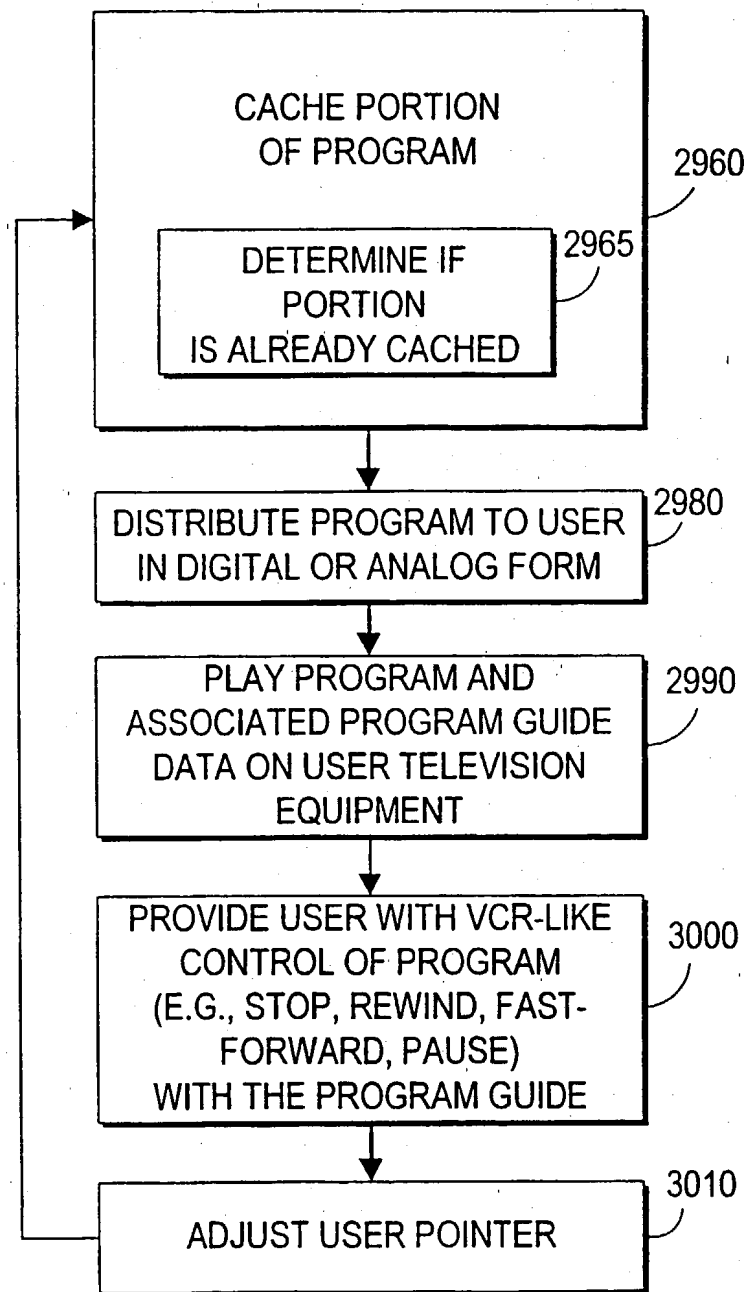 CACHE PORTION
OF PROGRAM
2960
DETERMINE IF
PORTION
IS ALREADY CACHED
2965
DISTRIBUTE PROGRAM TO USER
IN DIGITAL OR ANALOG FORM
2980
PLAY PROGRAM AND
ASSOCIATED PROGRAM GUIDE
DATA ON USER TELEVISION
EQUIPMENT
2990
PROVIDE USER WITH VCR-LIKE
CONTROL OF PROGRAM
(E.G., STOP, REWIND, FAST-
FORWARD, PAUSE)
WITH THE PROGRAM GUIDE
3000
ADJUST USER POINTER
3010